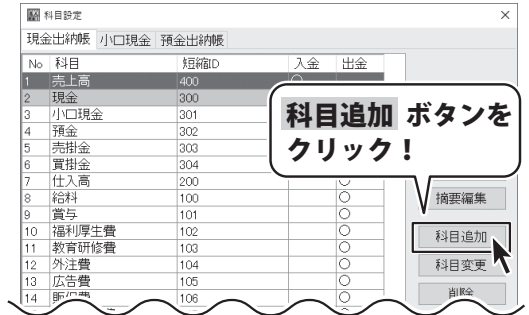 科目設定
現金出納帳 小口現金 預金出納帳
No 科目 短縮ID 入金 出金
1 売上高 400 ○
2 現金 300
3 小口現金 301
4 預金 302
5 売掛金 303
6 買掛金 304
7 仕入高 200 ○
8 給料 100 ○
9 賞与 101 ○
10 福利厚生費 102 ○
11 教育研修費 103 ○
12 外注費 104 ○
13 広告費 105 ○
14 販促費 106 ○
科目追加 ボタンを
クリック！
摘要編集
科目追加
科目変更
削除